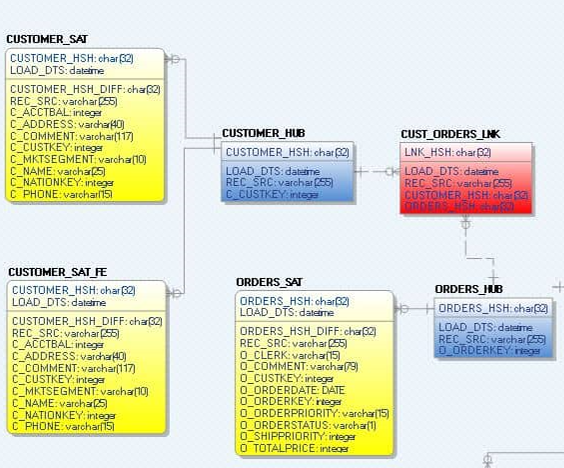 CUSTOMER_SAT
CUSTOMER_HSH: char(32)
LOAD_DTS: datetime
CUSTOMER_HSH_DIFF: char(32)
REC_SRC: varchar(255)
C_ACCTBAL: integer
C_ADDRESS: varchar(40)
C_COMMENT: varchar(117)
C_CUSTKEY: integer
C_MKTSEGMENT: varchar(10)
C_NAME: varchar(25)
C_NATIONKEY: integer
C_PHONE: varchar(15)
CUSTOMER_HUB
CUSTOMER_HSH: char(32)
LOAD_DTS: datetime
REC_SRC: varchar(255)
C_CUSTKEY: integer
CUST_ORDERS_LNK
LNK_HSH: char(32)
LOAD_DTS: datetime
REC_SRC: varchar(255)
CUSTOMER_HSH: char(32)
ORDERS_HSH: char(32)
CUSTOMER_SAT_FE
CUSTOMER_HSH: char(32)
LOAD_DTS: datetime
CUSTOMER_HSH_DIFF: char(32)
REC_SRC: varchar(255)
C_ACCTBAL: integer
C_ADDRESS: varchar(40)
C_COMMENT: varchar(117)
C_CUSTKEY: integer
C_MKTSEGMENT: varchar(10)
C_NAME: varchar(25)
C_NATIONKEY: integer
C_PHONE: varchar(15)
ORDERS_SAT
ORDERS_HSH: char(32)
LOAD_DTS: datetime
ORDERS_HSH_DIFF: char(32)
REC_SRC: varchar(255)
O_CLERK: varchar(15)
O_COMMENT: varchar(79)
O_CUSTKEY: integer
O_ORDERDATE: DATE
O_ORDERKEY: integer
O_ORDERPRIORITY: varchar(15)
O_ORDERSTATUS: varchar(1)
O_SHIPPRIORITY: integer
O_TOTALPRICE: integer
ORDERS_HUB
ORDERS_HSH: char(32)
LOAD_DTS: datetime
REC_SRC: varchar(255)
O_ORDERKEY: integer